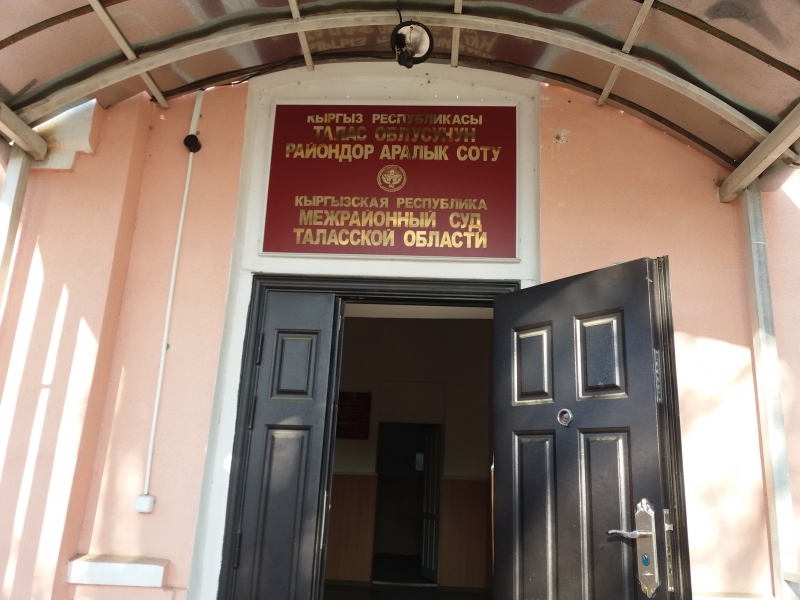 КЫРГЫЗ РЕСПУБЛИКАСЫ
ТАЛАС ОБЛУСУНУН
РАЙОНДОР АРАЛЫК СОТУ
КЫРГЫЗСКАЯ РЕСПУБЛИКА
МЕЖРАЙОННЫЙ СУД
ТАЛАССКОЙ ОБЛАСТИ